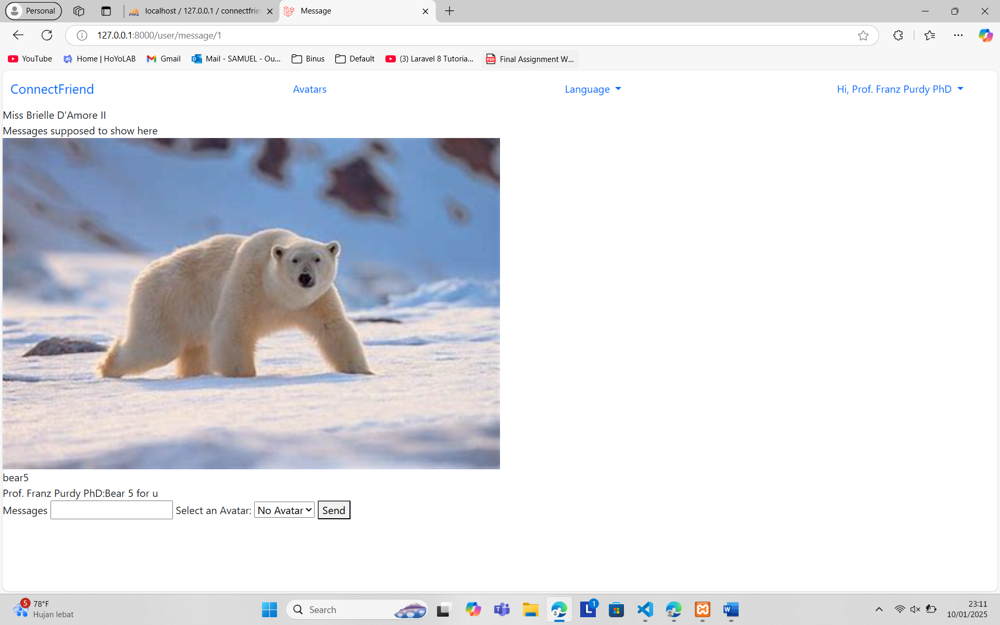 Personal
PMA
localhost / 127.0.0.1 / connectfrie
Message
127.0.0.1:8000/user/message/1
YouTube
Home | HoYoLAB
Gmail
Mail - SAMUEL - Ou...
Binus
Default
(3) Laravel 8 Tutoria...
PDF
Final Assignment W...
ConnectFriend
Avatars
Language
Hi, Prof. Franz Purdy PhD
Miss Brielle D'Amore II
Messages supposed to show here
bear5
Prof. Franz Purdy PhD:Bear 5 for u
Messages Select an Avatar: No Avatar Send
5
78°F
Hujan lebat
Search
L
1
W
23:11
10/01/2025